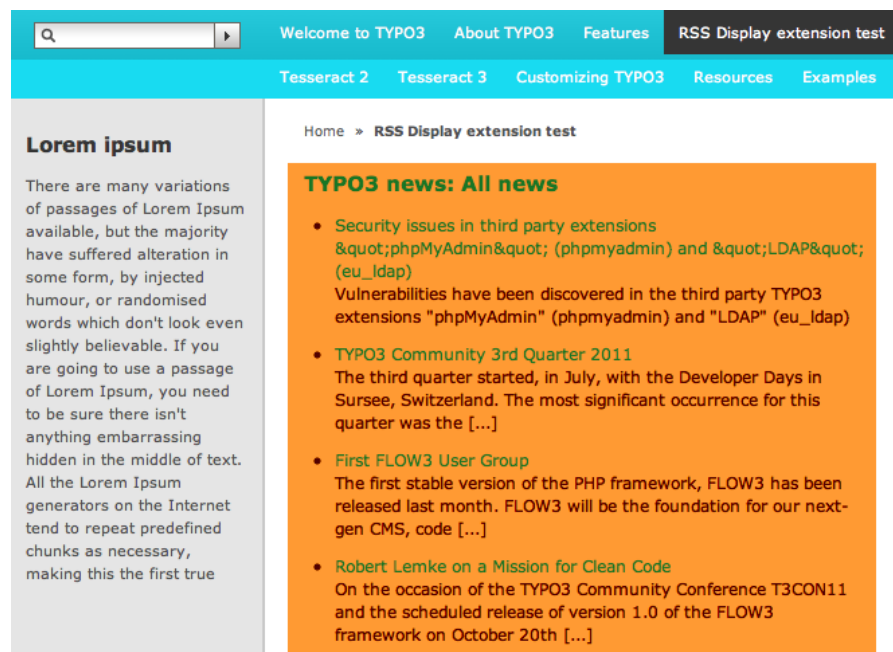 Welcome to TYPO3 About TYPO3 Features RSS Display extension test
Tesseract 2 Tesseract 3 Customizing TYPO3 Resources Examples
Lorem ipsum
There are many variations
of passages of Lorem Ipsum
available, but the majority
have suffered alteration in
some form, by injected
humour, or randomised
words which don't look even
slightly believable. If you
are going to use a passage
of Lorem Ipsum, you need
to be sure there isn't
anything embarrassing
hidden in the middle of text.
All the Lorem Ipsum
generators on the Internet
tend to repeat predefined
chunks as necessary,
making this the first true
Home » RSS Display extension test
TYPO3 news: All news
• Security issues in third party extensions
&quot;phpMyAdmin&quot; (phpmyadmin) and &quot;LDAP&quot;
(eu_ldap)
Vulnerabilities have been discovered in the third party TYPO3
extensions "phpMyAdmin" (phpmyadmin) and "LDAP" (eu_ldap)
• TYPO3 Community 3rd Quarter 2011
The third quarter started, in July, with the Developer Days in
Sursee, Switzerland. The most significant occurrence for this
quarter was the [...]
• First FLOW3 User Group
The first stable version of the PHP framework, FLOW3 has been
released last month. FLOW3 will be the foundation for our next-
gen CMS, code [...]
• Robert Lemke on a Mission for Clean Code
On the occasion of the TYPO3 Community Conference T3CON11
and the scheduled release of version 1.0 of the FLOW3
framework on October 20th [...]